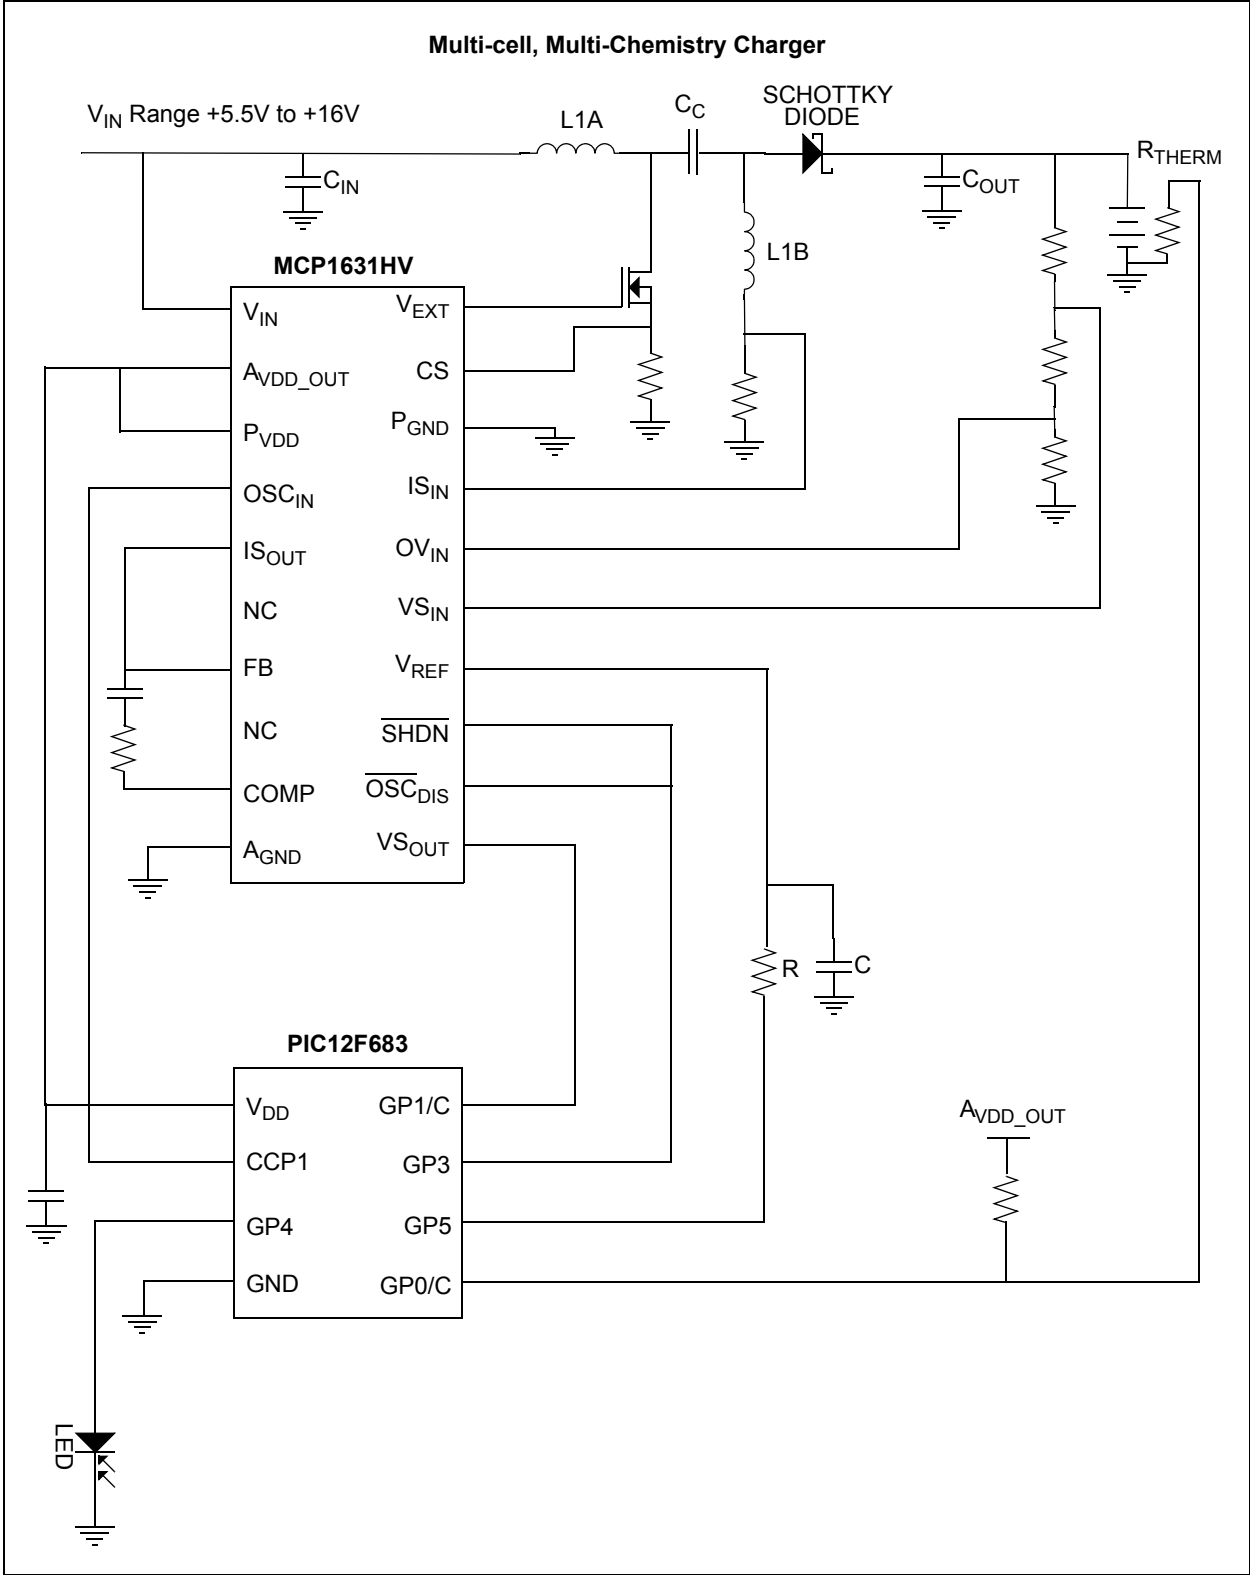 Multi-cell, Multi-Chemistry Charger
VIN Range +5.5V to +16V
L1A
CC
SCHOTTKY
DIODE
RTHERM
CIN
COUT
L1B
MCP1631HV
VIN
VEXT
AVDD_OUT
CS
PVDD
PGND
OSCIN
ISIN
ISOUT
OVIN
NC
VSIN
FB
VREF
NC
SHDN
COMP
OSCDIS
AGND
VSOUT
R
C
PIC12F683
VDD
GP1/C
AVDD_OUT
CCP1
GP3
GP4
GP5
GND
GP0/C
LED